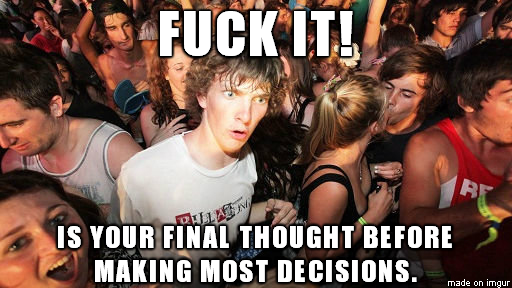 FUCK IT!
IS YOUR FINAL THOUGHT BEFORE
MAKING MOST DECISIONS.
made on imgur